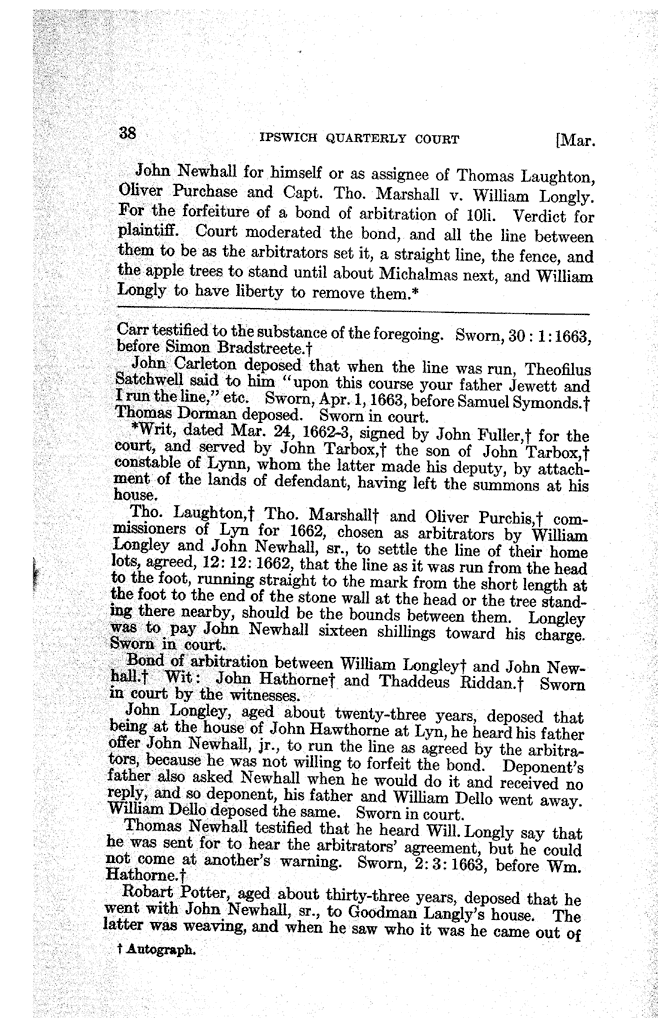 38 IPSWICH QUARTERLY COURT [Mar.
John Newhall for himself or as assignee of Thomas Laughton,
Oliver Purchase and Capt. Tho. Marshall v. William Longly.
For the forfeiture of a bond of arbitration of 10li. Verdict for
plaintiff. Court moderated the bond, and all the line between
them to be as the arbitrators set it, a straight line, the fence, and
the apple trees to stand until about Michalmas next, and William
Longly to have liberty to remove them.*
Carr testified to the substance of the foregoing. Sworn, 30 : 1 : 1663,
before Simon Bradstreete.†
John Carleton deposed that when the line was run, Theofilus
Satchwell said to him "upon this course your father Jewett and
I run the line," etc. Sworn, Apr. 1, 1663, before Samuel Symonds.†
Thomas Dorman deposed. Sworn in court.
*Writ, dated Mar. 24, 1662-3, signed by John Fuller,† for the
court, and served by John Tarbox,† the son of John Tarbox,†
constable of Lynn, whom the latter made his deputy, by attach-
ment of the lands of defendant, having left the summons at his
house.
Tho. Laughton,† Tho. Marshall† and Oliver Purchis,† com-
missioners of Lyn for 1662, chosen as arbitrators by William
Longley and John Newhall, sr., to settle the line of their home
lots, agreed, 12: 12: 1662, that the line as it was run from the head
to the foot, running straight to the mark from the short length at
the foot to the end of the stone wall at the head or the tree stand-
ing there nearby, should be the bounds between them. Longley
was to pay John Newhall sixteen shillings toward his charge.
Sworn in court.
Bond of arbitration between William Longley† and John New-
hall.† Wit: John Hathorne† and Thaddeus Riddan.† Sworn
in court by the witnesses.
John Longley, aged about twenty-three years, deposed that
being at the house of John Hawthorne at Lyn, he heard his father
offer John Newhall, jr., to run the line as agreed by the arbitra-
tors, because he was not willing to forfeit the bond. Deponent's
father also asked Newhall when he would do it and received no
reply, and so deponent, his father and William Dello went away.
William Dello deposed the same. Sworn in court.
Thomas Newhall testified that he heard Will. Longly say that
he was sent for to hear the arbitrators' agreement, but he could
not come at another's warning. Sworn, 2: 3: 1663, before Wm.
Hathorne.†
Robart Potter, aged about thirty-three years, deposed that he
went with John Newhall, sr., to Goodman Langly's house. The
latter was weaving, and when he saw who it was he came out of
† Autograph.